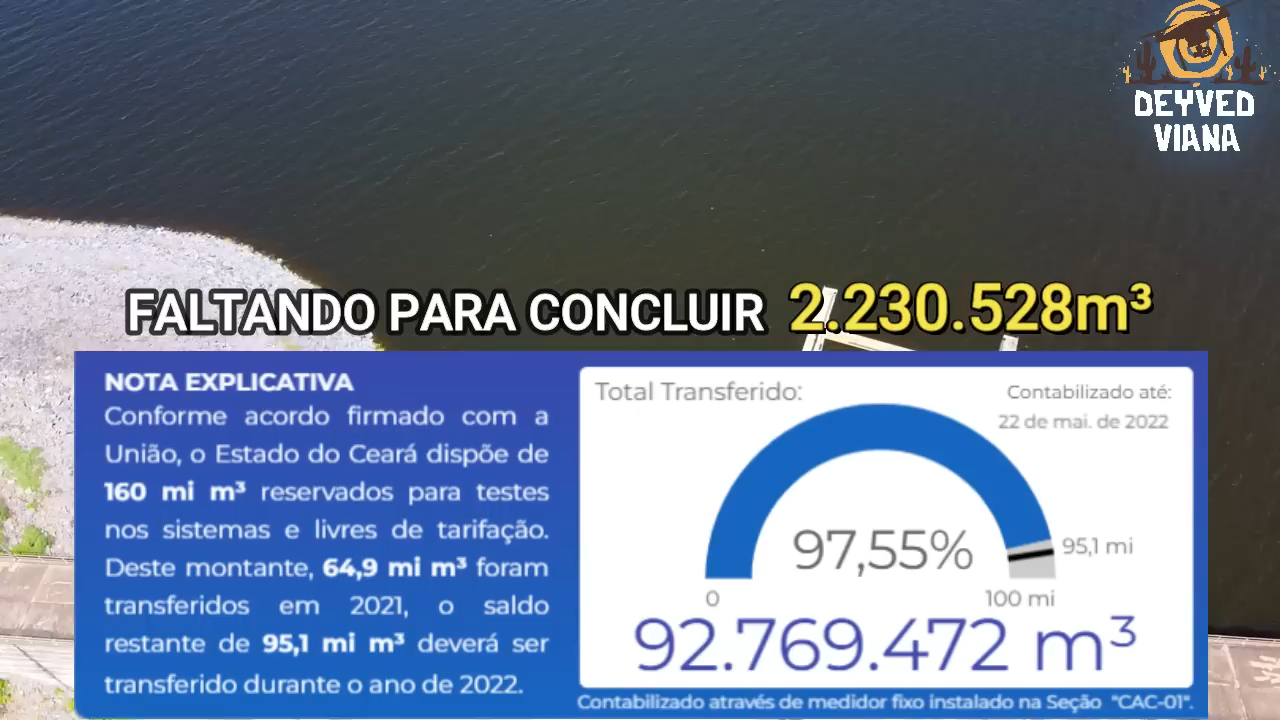 DEYVED
VIANA
FALTANDO PARA CONCLUIR 2.230.528m³
NOTA EXPLICATIVA
Conforme acordo firmado com a
União, o Estado do Ceará dispõe de
160 mi m³ reservados para testes
nos sistemas e livres de tarifação.
Deste montante, 64,9 mi m³ foram
transferidos em 2021, o saldo
restante de 95,1 mi m³ deverá ser
transferido durante o ano de 2022.
Total Transferido:
Contabilizado até:
22 de mai. de 2022
97,55%
95,1 mi
0
100 mi
92.769.472 m³
Contabilizado através de medidor fixo instalado na Seção "CAC-01".